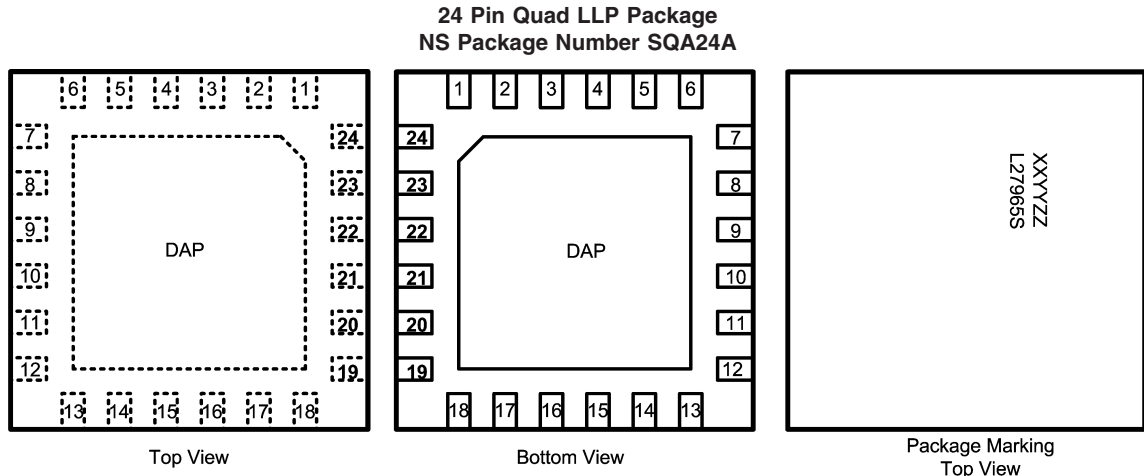 24 Pin Quad LLP Package
NS Package Number SQA24A
6 5 4 3 2 1
7 24
8 23
9 22
DAP
10 21
11 20
12 19
13 14 15 16 17 18
Top View
1 2 3 4 5 6
24 7
23 8
22 9
DAP
21 10
20 11
19 12
18 17 16 15 14 13
Bottom View
XXYYZZ
L27965S
Package Marking
Top View